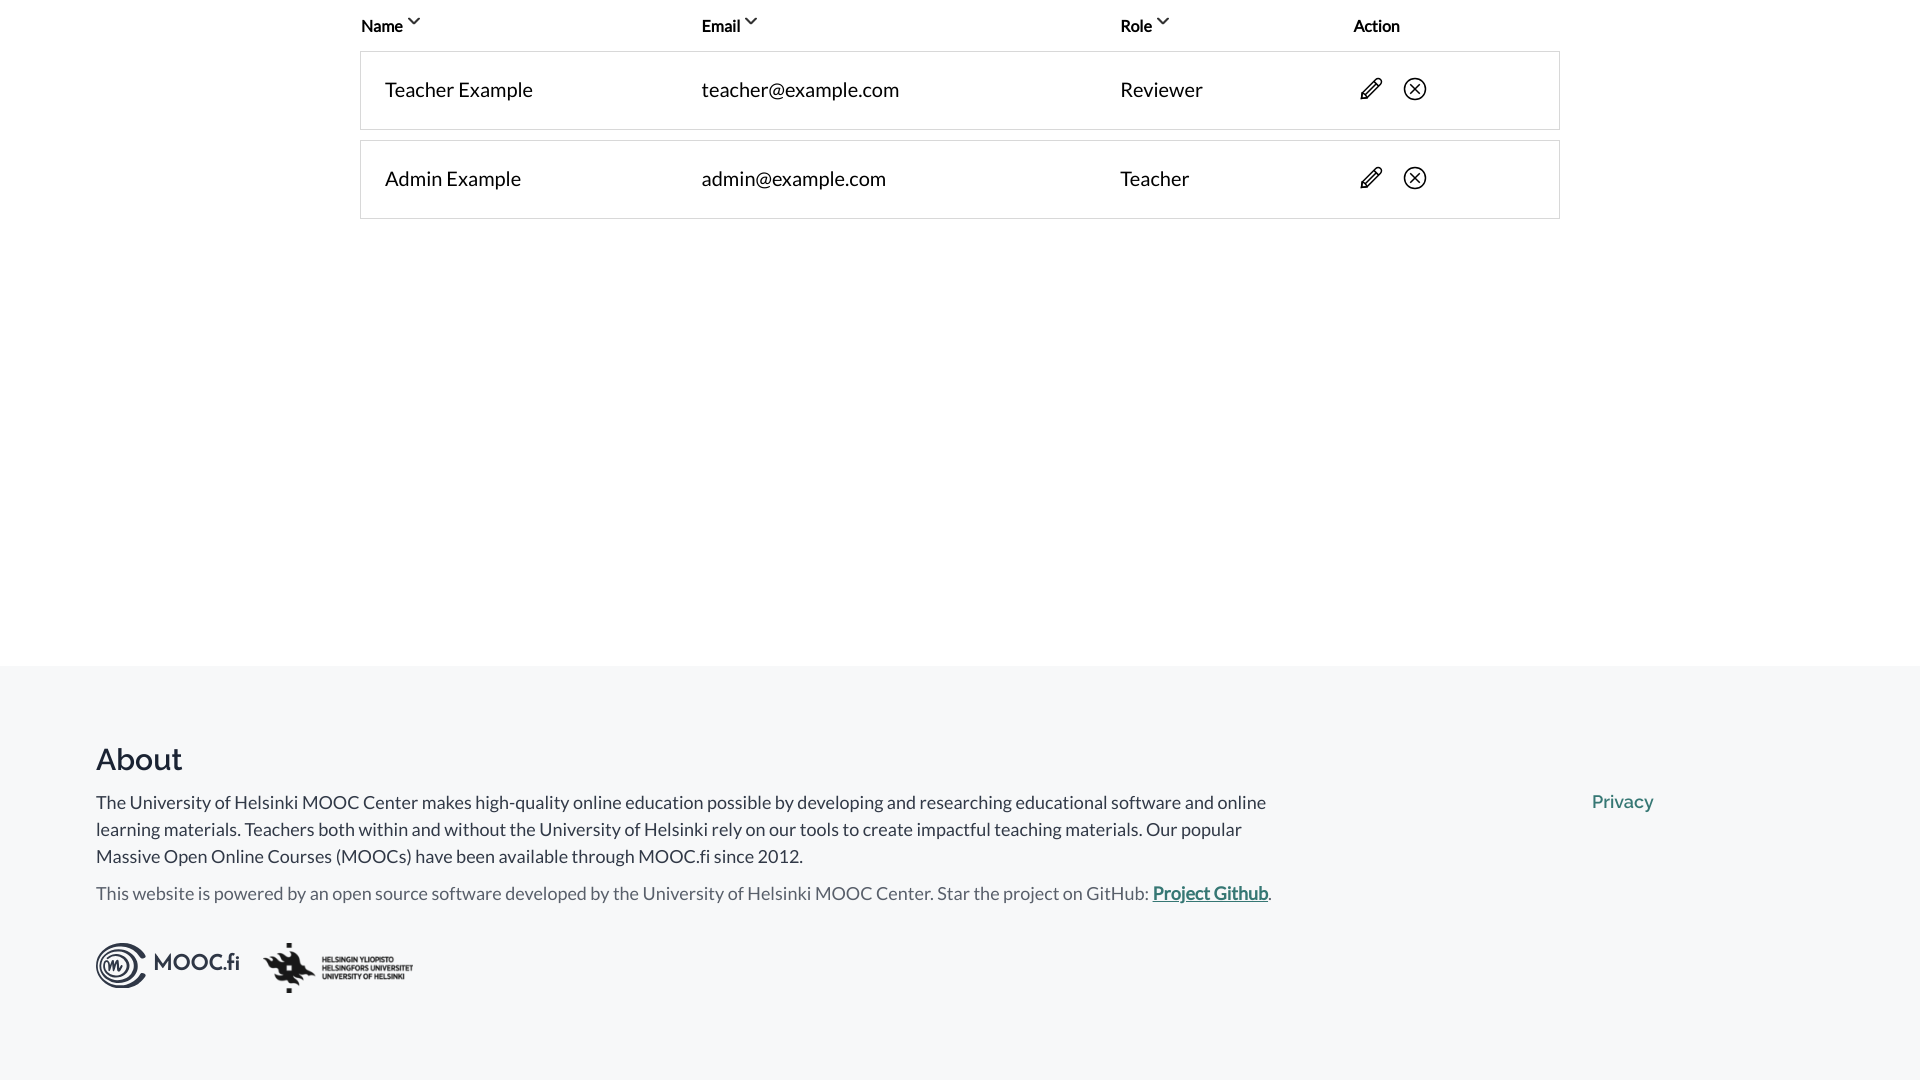 Name Email Role Action
Teacher Example teacher@example.com Reviewer
Admin Example admin@example.com Teacher
About
The University of Helsinki MOOC Center makes high-quality online education possible by developing and researching educational software and online
learning materials. Teachers both within and without the University of Helsinki rely on our tools to create impactful teaching materials. Our popular
Massive Open Online Courses (MOOCs) have been available through MOOC.fi since 2012.
Privacy
This website is powered by an open source software developed by the University of Helsinki MOOC Center. Star the project on GitHub: Project Github.
MOOC.fi
HELSINGIN YLIOPISTO
HELSINGFORS UNIVERSITET
UNIVERSITY OF HELSINKI